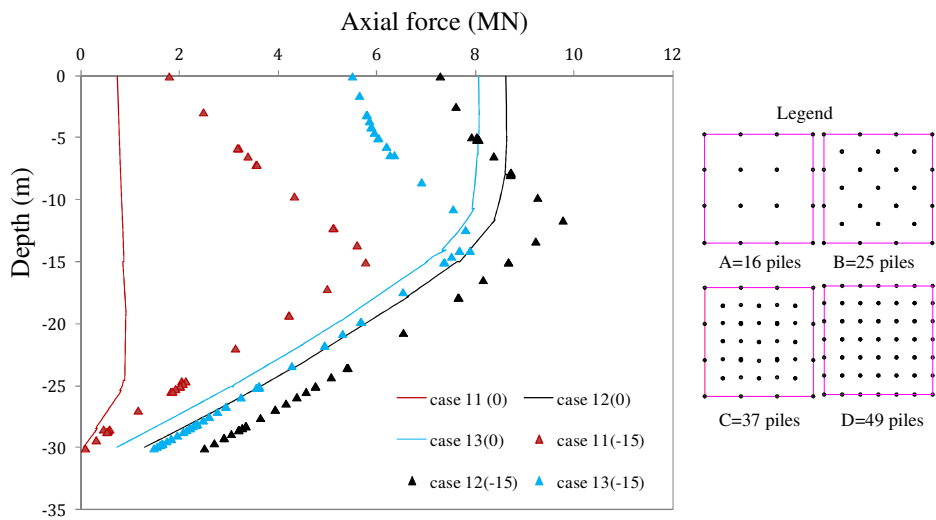 Axial force (MN)
0 2 4 6 8 10 12
Depth (m)
0
-5
-10
-15
-20
-25
-30
-35
case 11 (0)
case 12(0)
case 13(0)
case 11(-15)
case 12(-15)
case 13(-15)
Legend
A=16 piles
B=25 piles
C=37 piles
D=49 piles